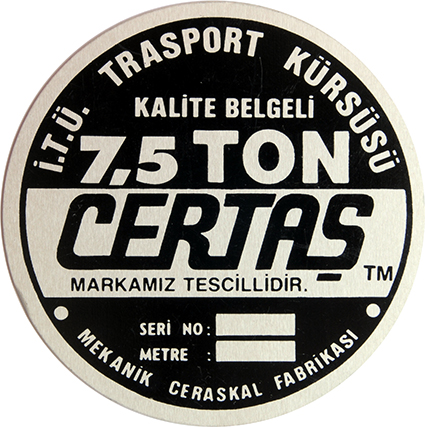 İ.T.Ü. TRASPORT KÜRSÜSÜ
KALİTE BELGELİ
7,5 TON
CERTAŞ
TM
MARKAMIZ TESCİLLİDİR.
SERİ NO:
METRE :
MEKANİK CERASKAL FABRİKASI